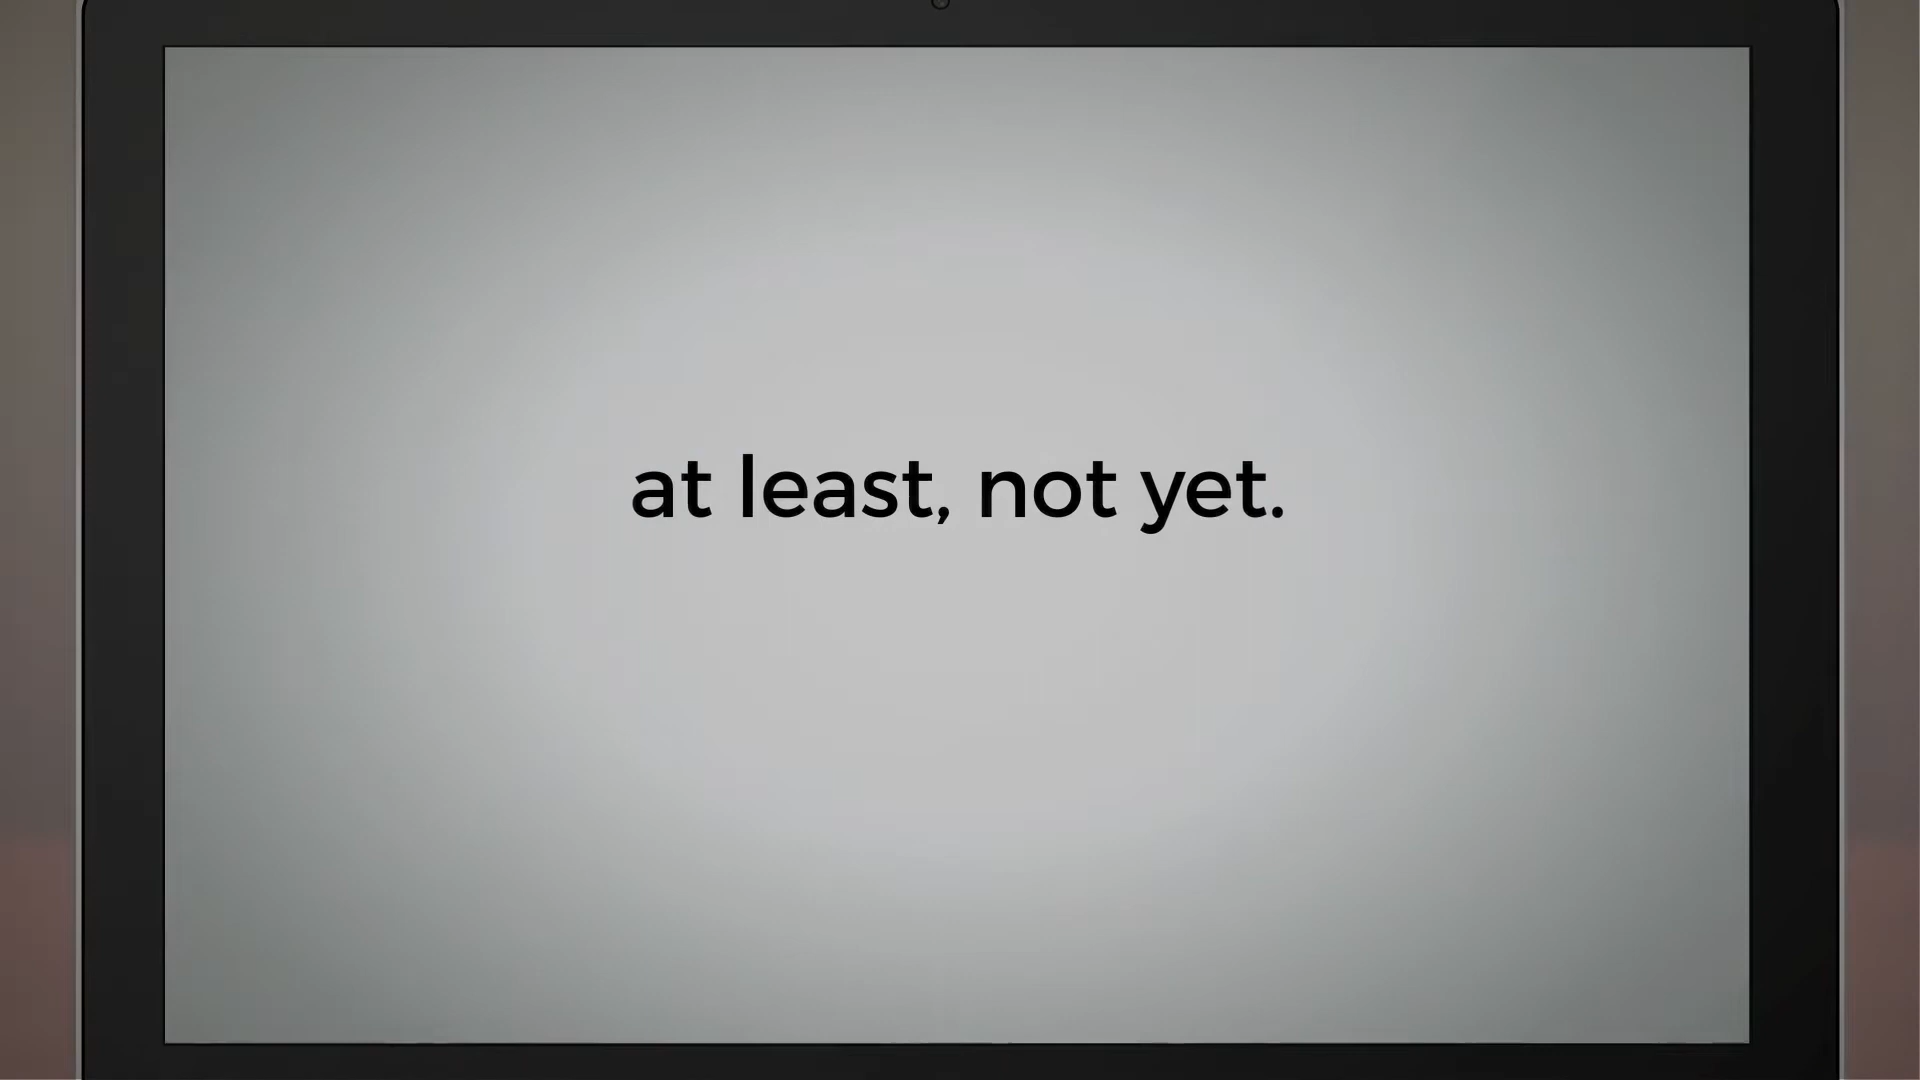 at least, not yet.